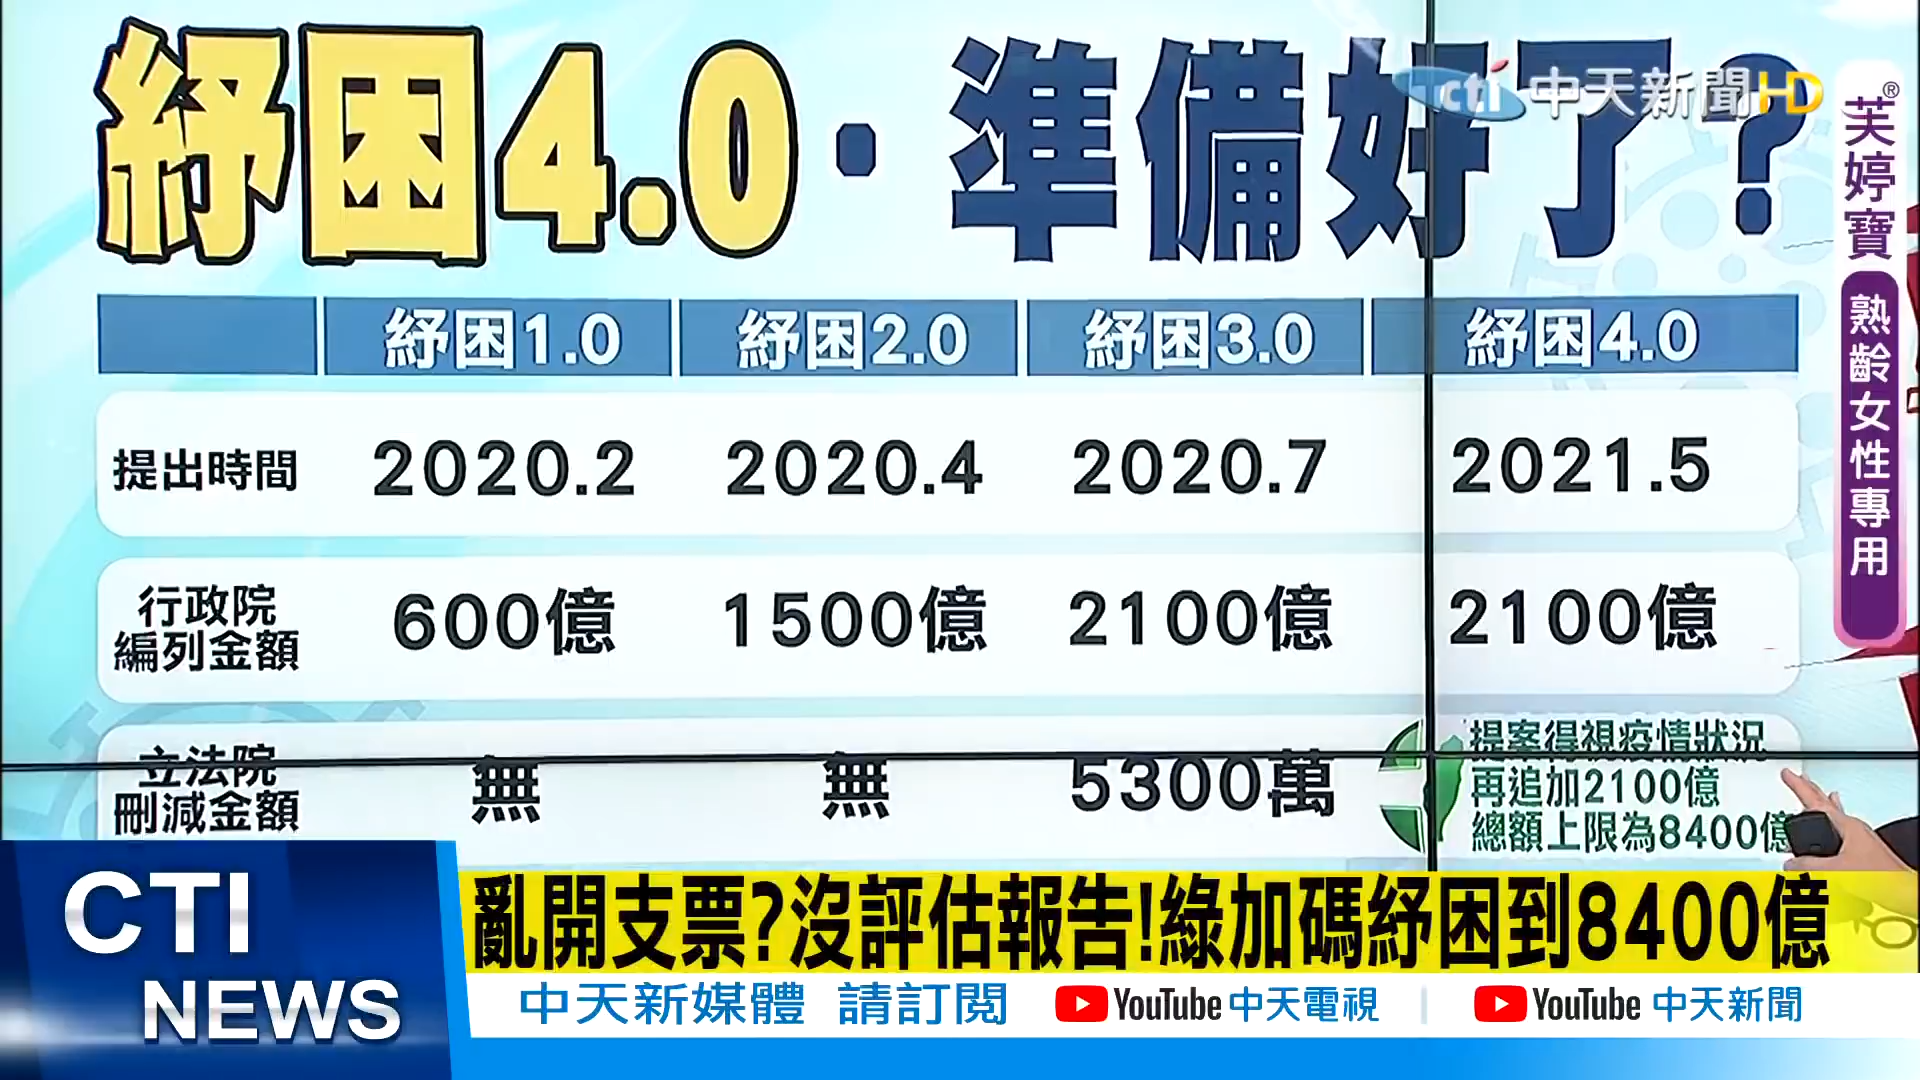 紓困4.0·準備好了?
cti 中天新聞HD
芙婷寶®
熟齡女性專用
紓困1.0 紓困2.0 紓困3.0 紓困4.0
提出時間 2020.2 2020.4 2020.7 2021.5
行政院
編列金額 600億 1500億 2100億 2100億
立法院
刪減金額 無 無 5300萬
提案得視疫情狀況
再追加2100億
總額上限為8400億
CTI
NEWS
亂開支票?沒評估報告!綠加碼紓困到8400億
中天新媒體 請訂閱 YouTube 中天電視 | YouTube 中天新聞